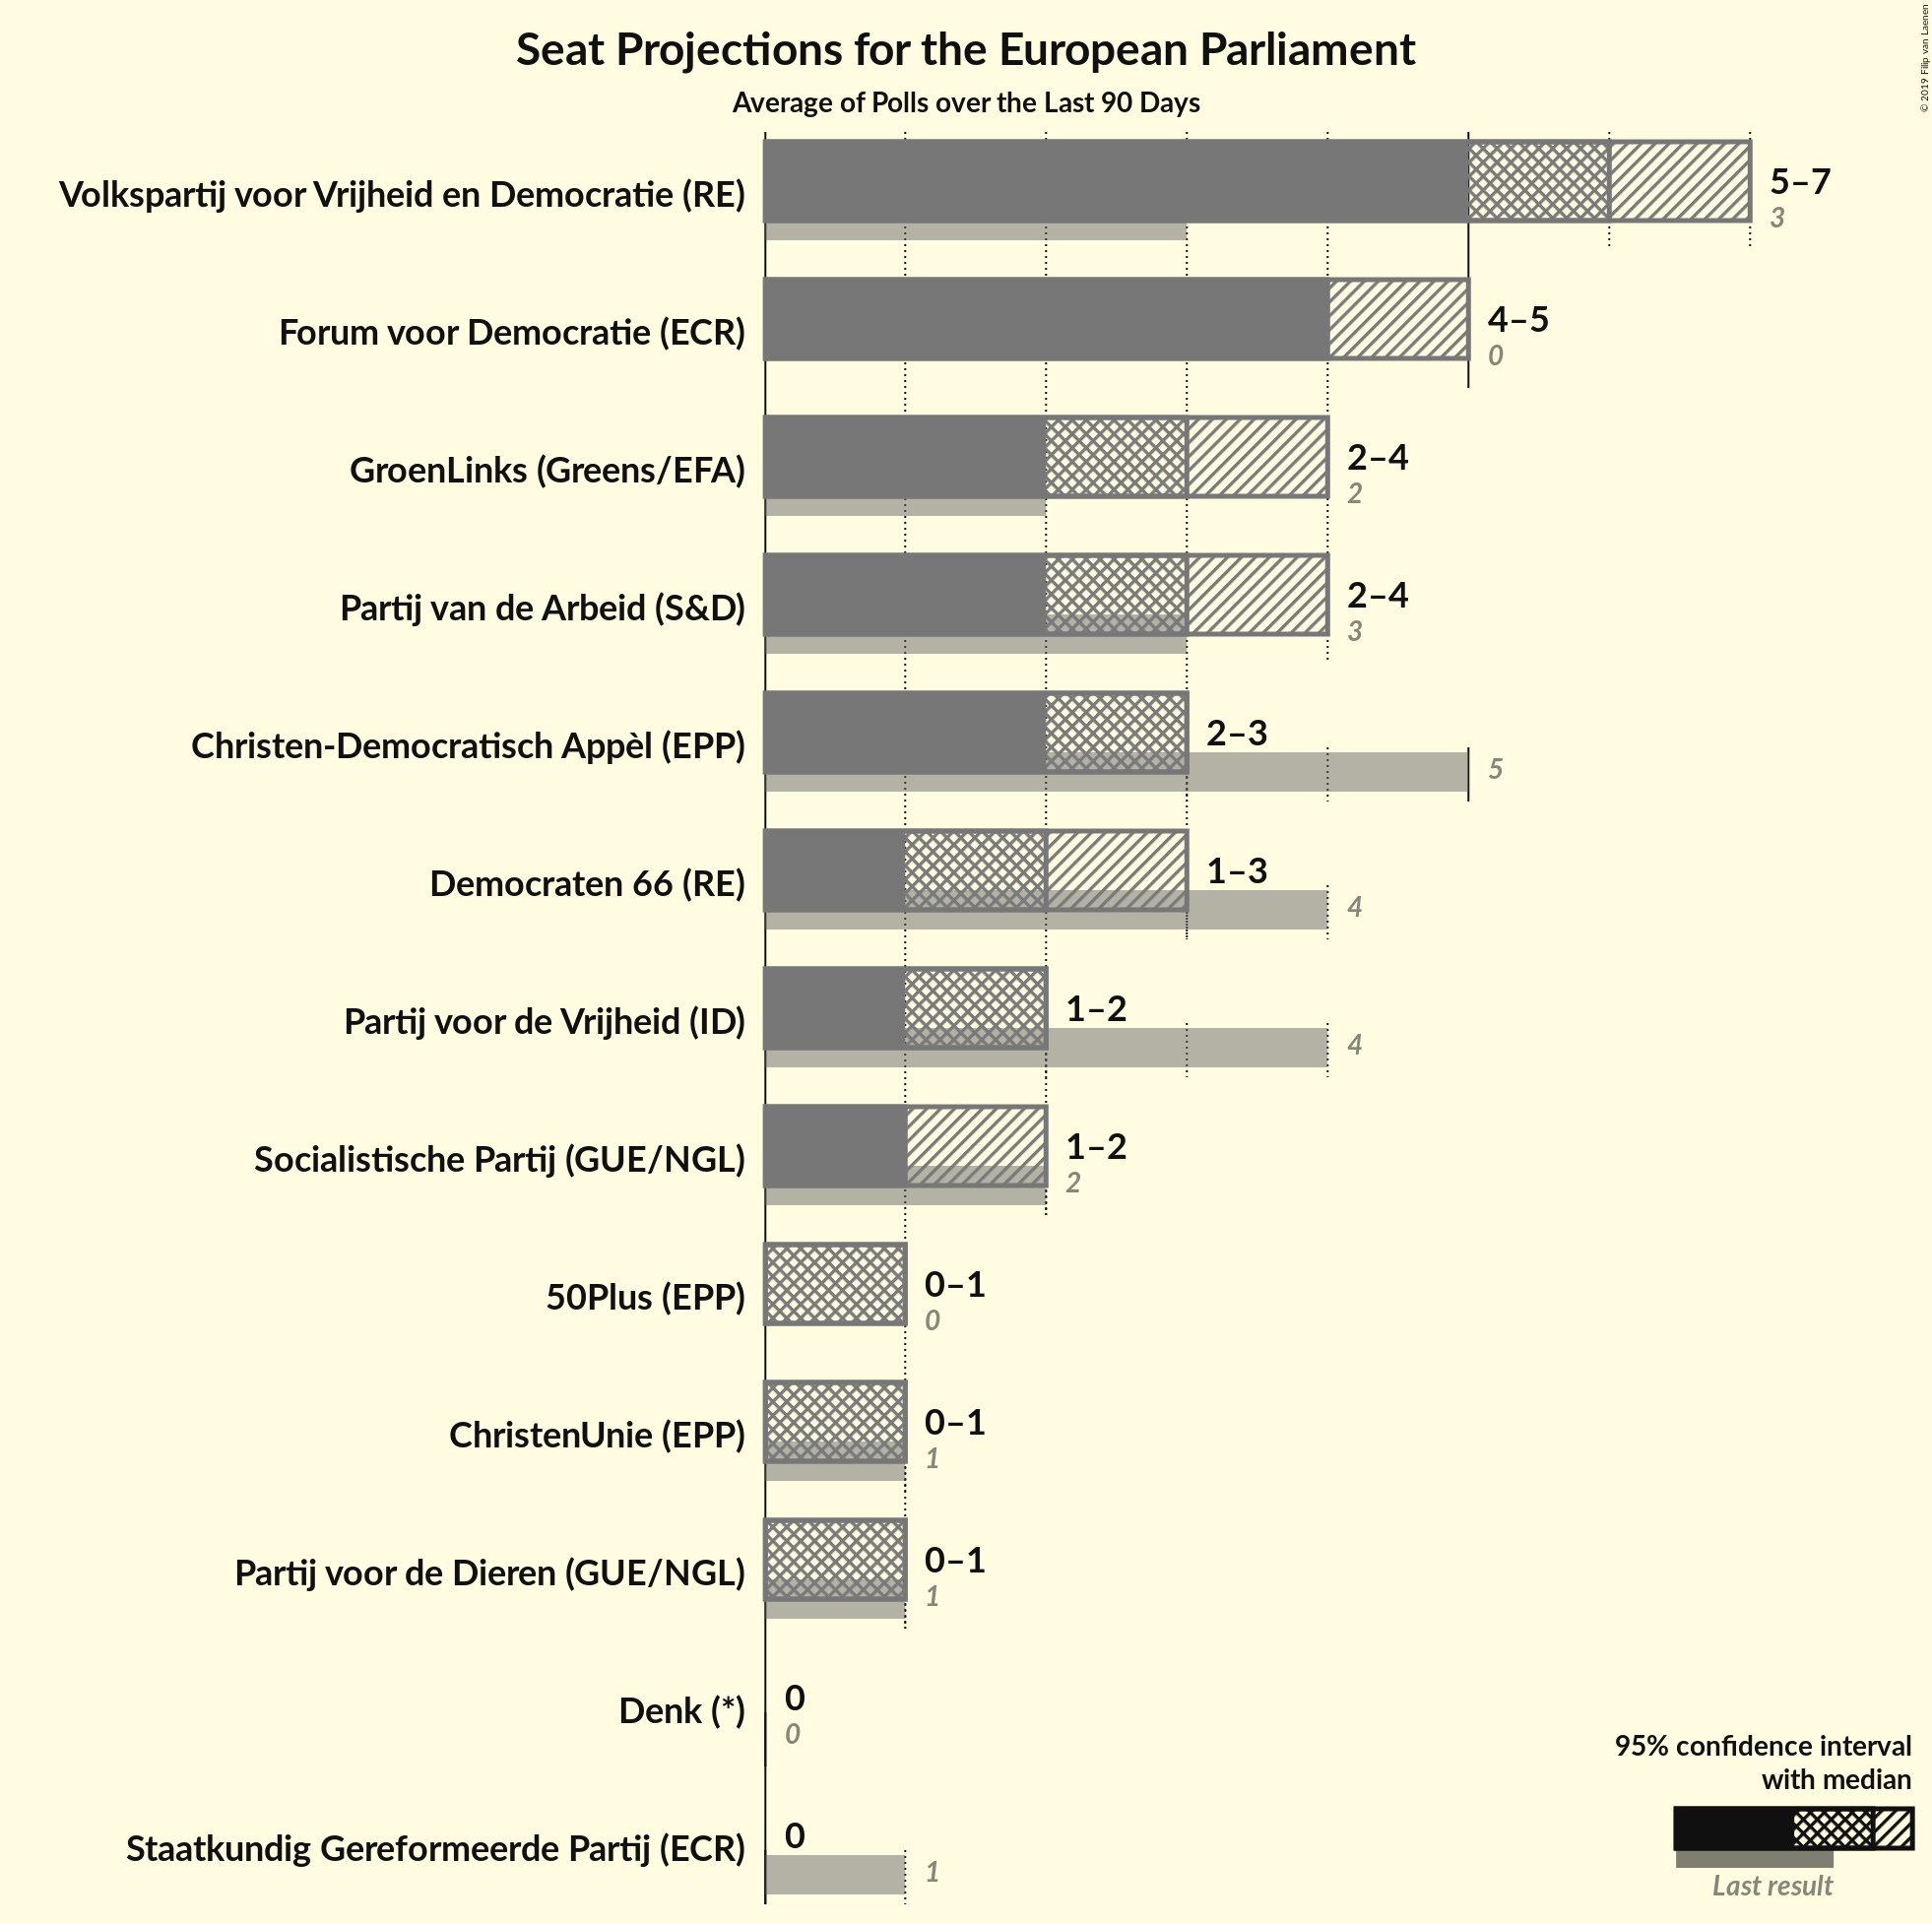 Seat Projections for the European Parliament
Average of Polls over the Last 90 Days
© 2019 Filip van Laenen
Volkspartij voor Vrijheid en Democratie (RE)
5–7
3
Forum voor Democratie (ECR)
4–5
0
GroenLinks (Greens/EFA)
2–4
2
Partij van de Arbeid (S&D)
2–4
3
Christen-Democratisch Appèl (EPP)
2–3
5
Democraten 66 (RE)
1–3
4
Partij voor de Vrijheid (ID)
1–2
4
Socialistische Partij (GUE/NGL)
1–2
2
50Plus (EPP)
0–1
0
ChristenUnie (EPP)
0–1
1
Partij voor de Dieren (GUE/NGL)
0–1
1
Denk (*)
0
0
Staatkundig Gereformeerde Partij (ECR)
0
1
95% confidence interval
with median
Last result